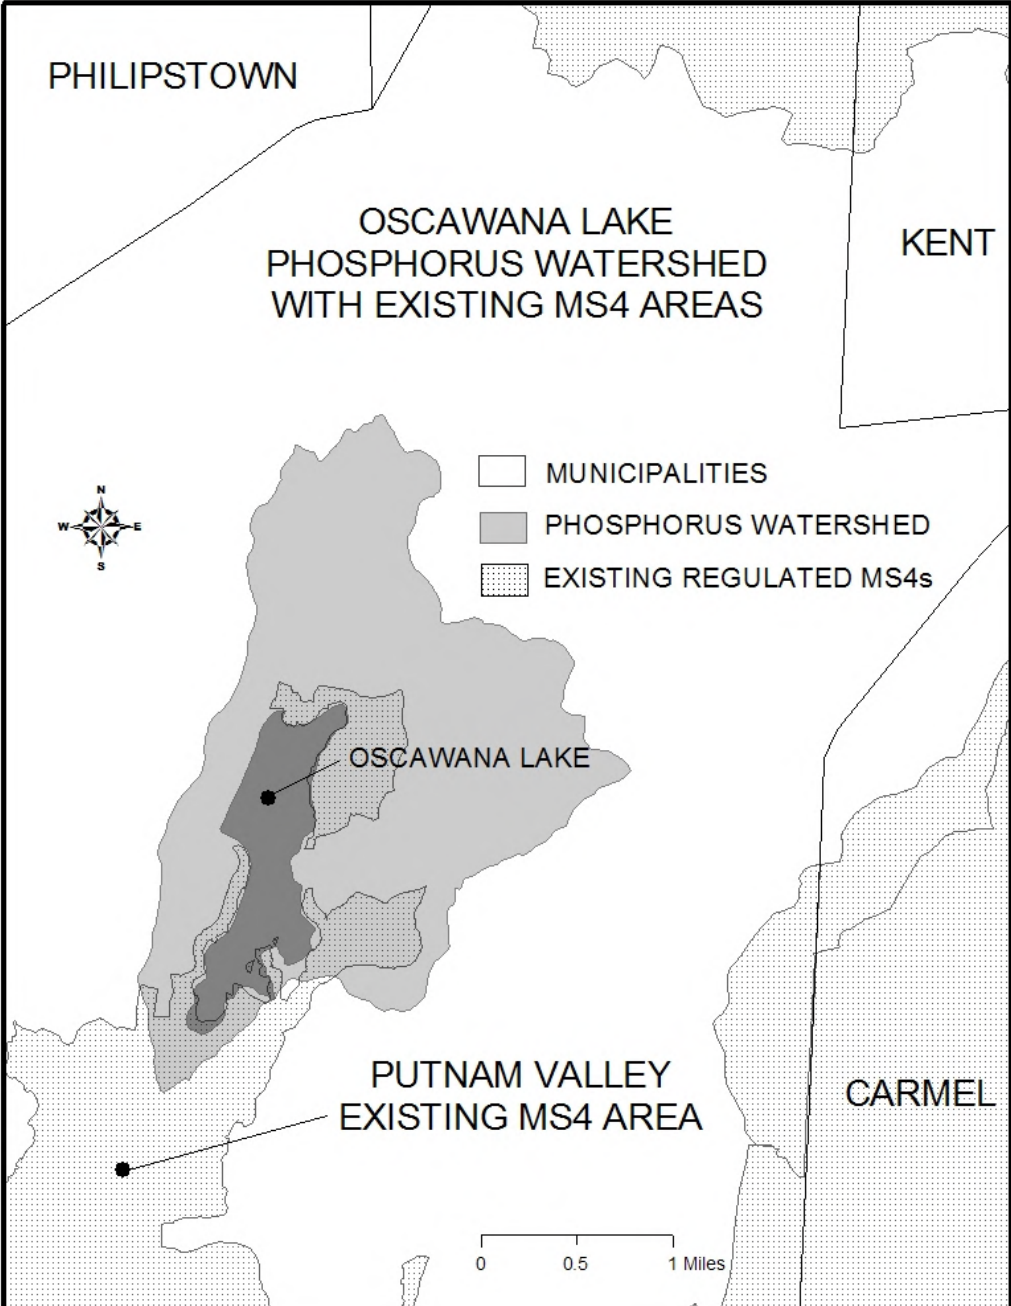 PHILIPSTOWN
OSCAWANA LAKE
PHOSPHORUS WATERSHED
WITH EXISTING MS4 AREAS
KENT
MUNICIPALITIES
PHOSPHORUS WATERSHED
EXISTING REGULATED MS4s
N
W E
S
OSCAWANA LAKE
PUTNAM VALLEY
EXISTING MS4 AREA
CARMEL
0 0.5 1 Miles